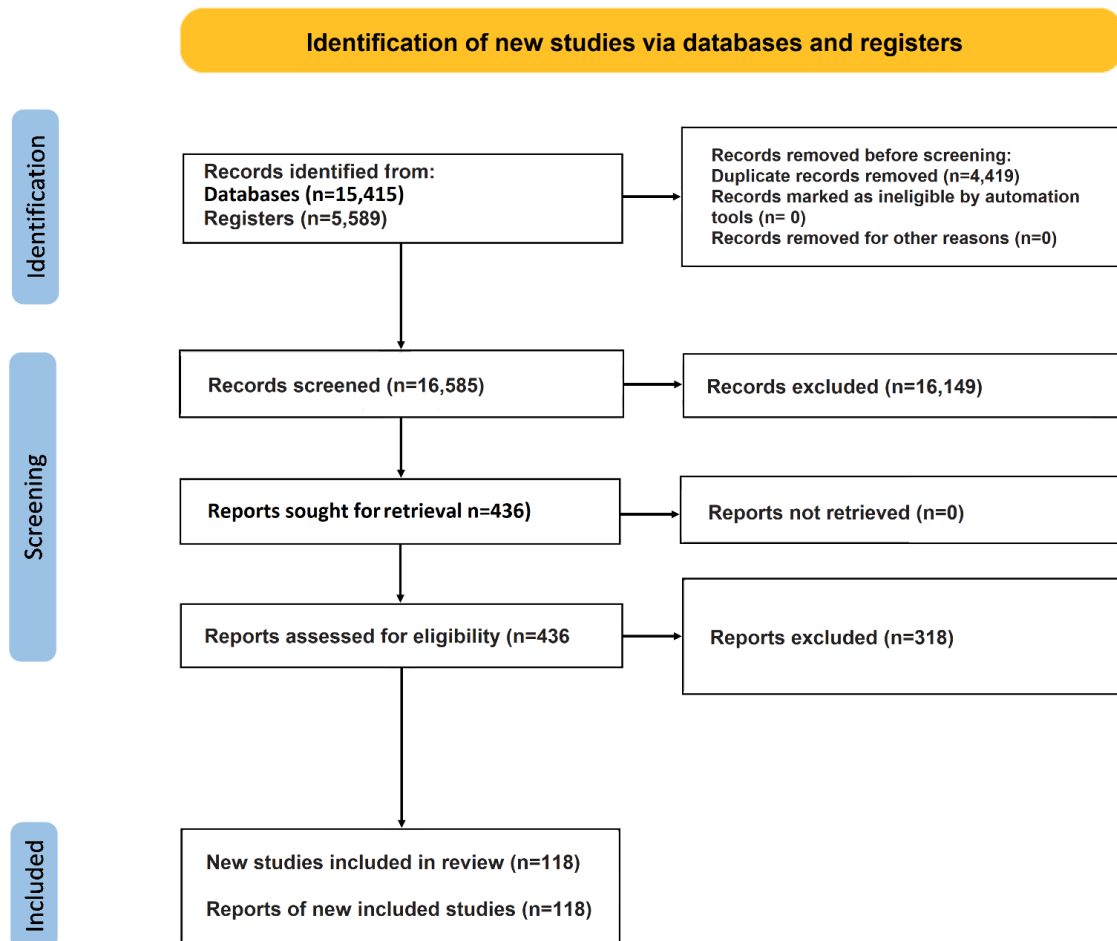 Identification of new studies via databases and registers
Identification
Records identified from:
Databases (n=15,415)
Registers (n=5,589)
Records removed before screening:
Duplicate records removed (n=4,419)
Records marked as ineligible by automation
tools (n= 0)
Records removed for other reasons (n=0)
Screening
Records screened (n=16,585)
Records excluded (n=16,149)
Reports sought for retrieval n=436)
Reports not retrieved (n=0)
Reports assessed for eligibility (n=436
Reports excluded (n=318)
Included
New studies included in review (n=118)
Reports of new included studies (n=118)